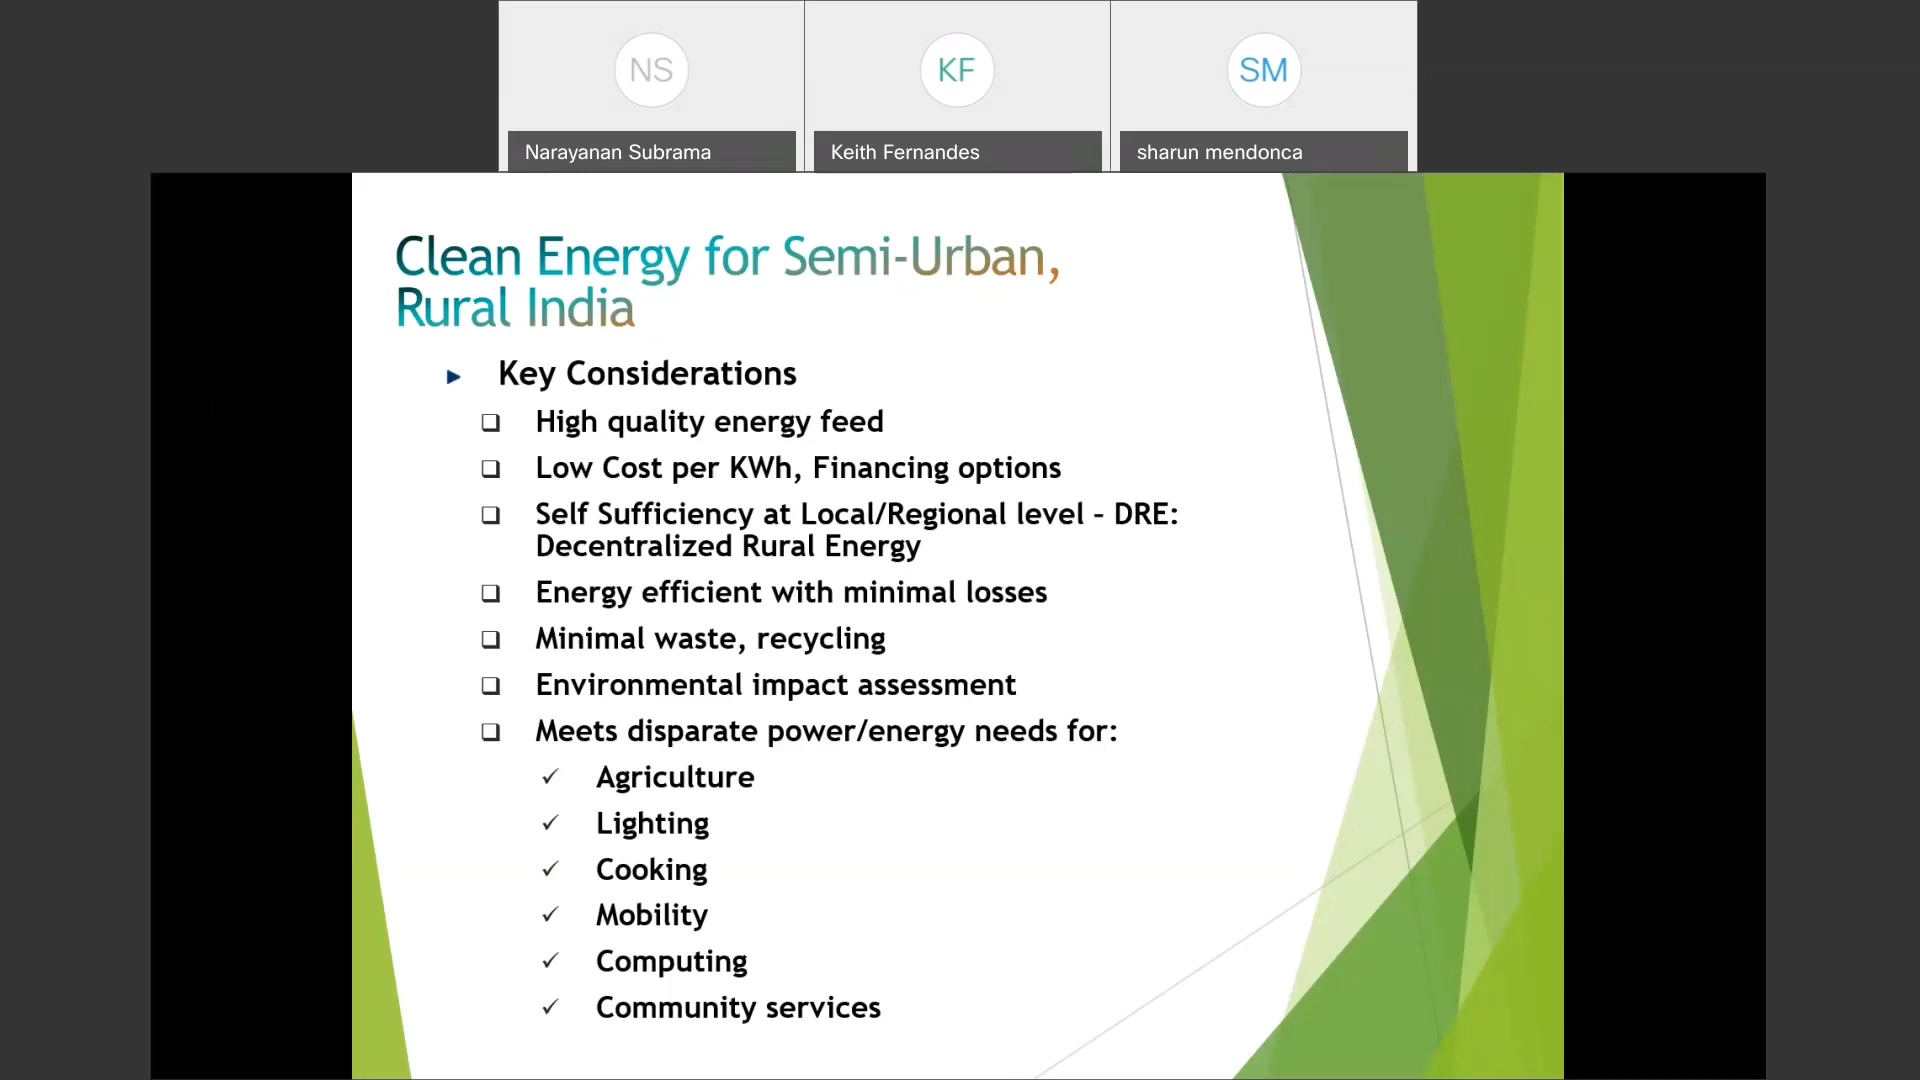 NS
KF
SM
Narayanan Subrama
Keith Fernandes
sharun mendonca
Clean Energy for Semi-Urban,
Rural India
Key Considerations
High quality energy feed
Low Cost per KWh, Financing options
Self Sufficiency at Local/Regional level – DRE:
Decentralized Rural Energy
Energy efficient with minimal losses
Minimal waste, recycling
Environmental impact assessment
Meets disparate power/energy needs for:
Agriculture
Lighting
Cooking
Mobility
Computing
Community services